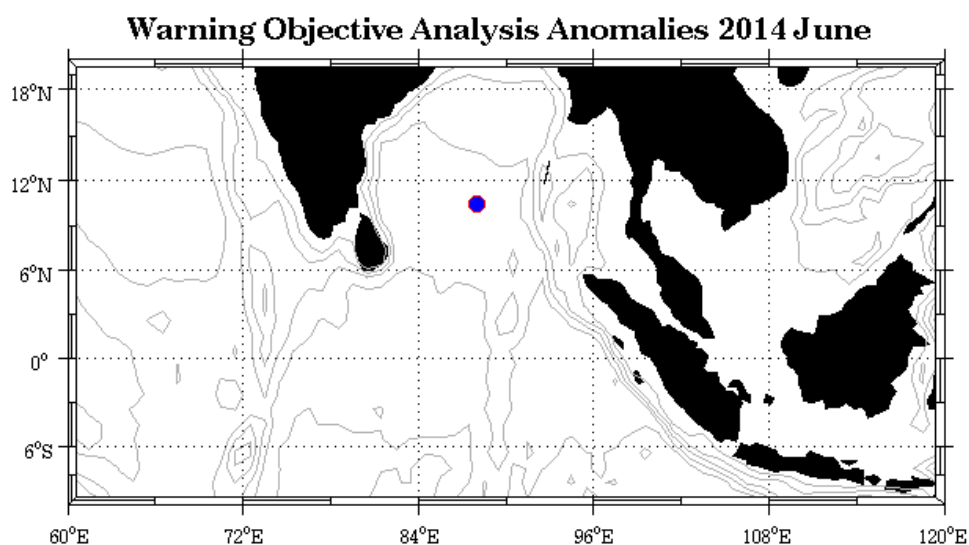 Warning Objective Analysis Anomalies 2014 June
18°N
12°N
6°N
0°
6°S
60°E 72°E 84°E 96°E 108°E 120°E